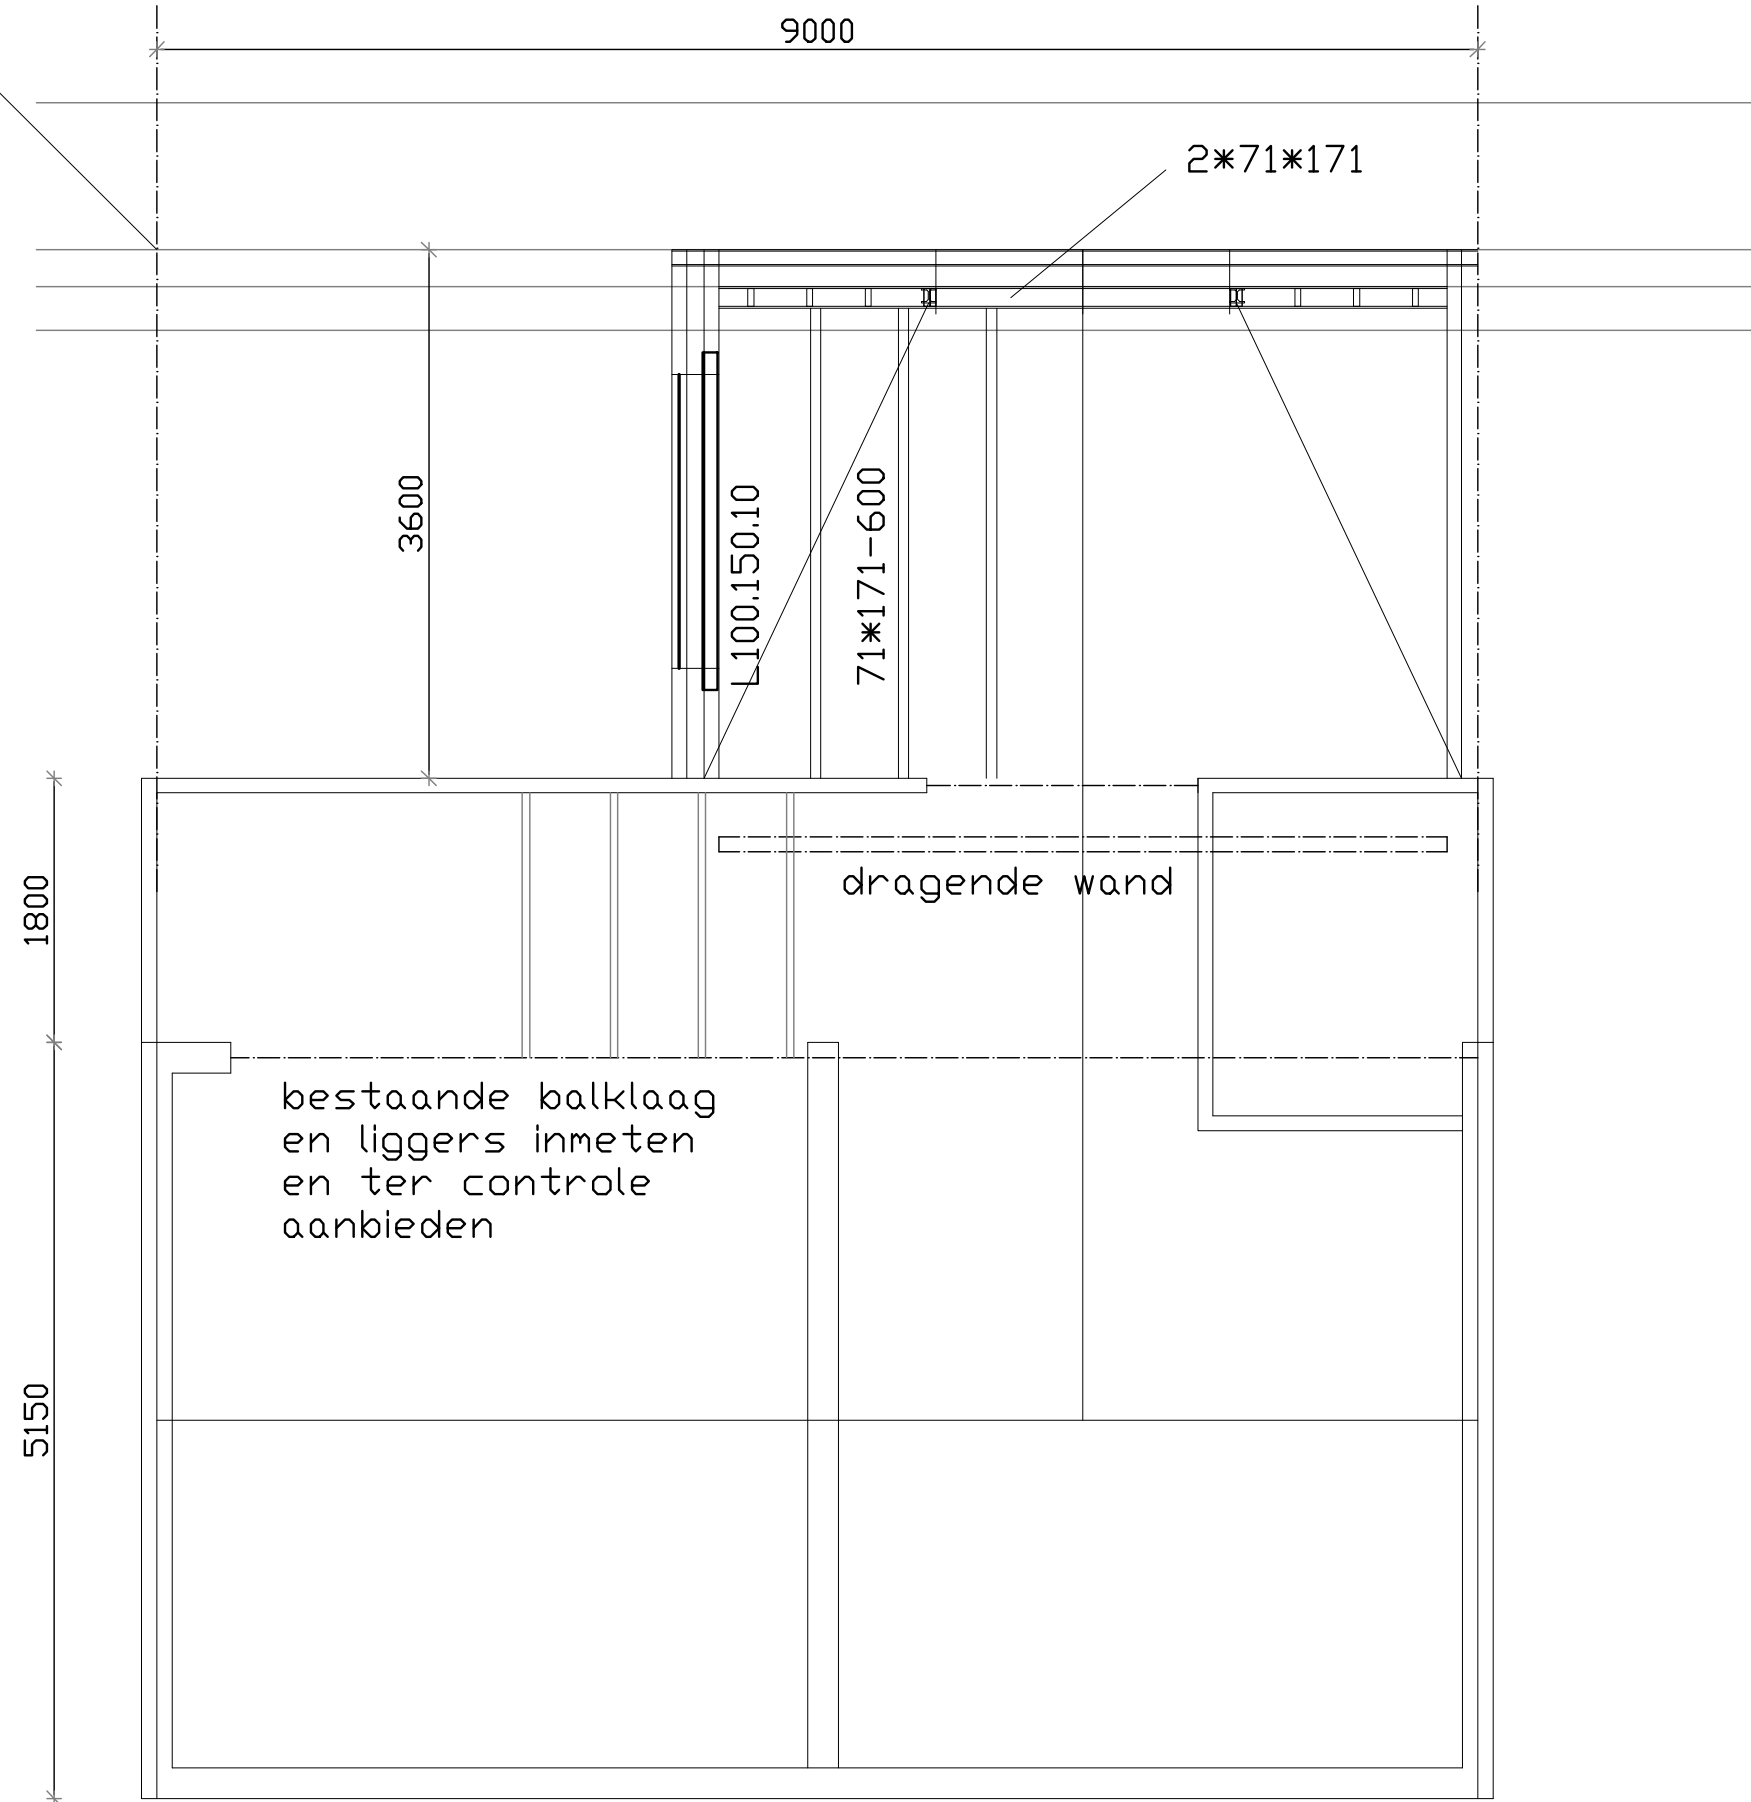 9000
2*71*171
3600
L100.150.10
71*171-600
1800
dragende wand
bestaande balklaag
en liggers inmeten
en ter controle
aanbieden
5150